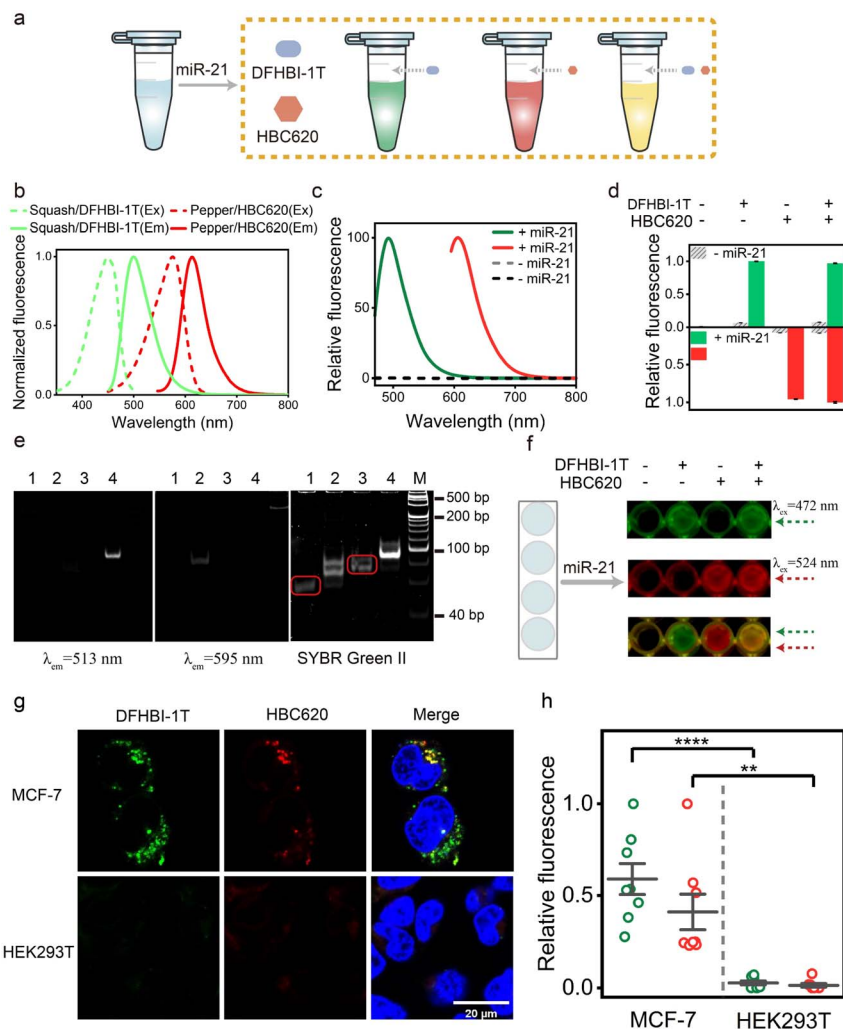 a
miR-21
DFHBI-1T
HBC620
b
Squash/DFHBI-1T(Ex) Pepper/HBC620(Ex)
Squash/DFHBI-1T(Em) Pepper/HBC620(Em)
Normalized fluorescence
1.0
0.5
0.0
400 500 600 700 800
Wavelength (nm)
c
Relative fluorescence
100
50
0
+ miR-21
+ miR-21
- miR-21
- miR-21
500 600 700 800
Wavelength (nm)
d
DFHBI-1T - + - +
HBC620 - - + +
Relative fluorescence
1.0
0.5
0
0.5
1.0
- miR-21
+ miR-21
e
1 2 3 4 1 2 3 4 1 2 3 4 M
500 bp
200 bp
100 bp
40 bp
λem=513 nm λem=595 nm SYBR Green II
f
DFHBI-1T - + - +
HBC620 - - + +
miR-21
λex=472 nm
λex=524 nm
g
DFHBI-1T HBC620 Merge
MCF-7
HEK293T
20 μm
h
Relative fluorescence
1.0
0.5
0.0
****
**
MCF-7 HEK293T